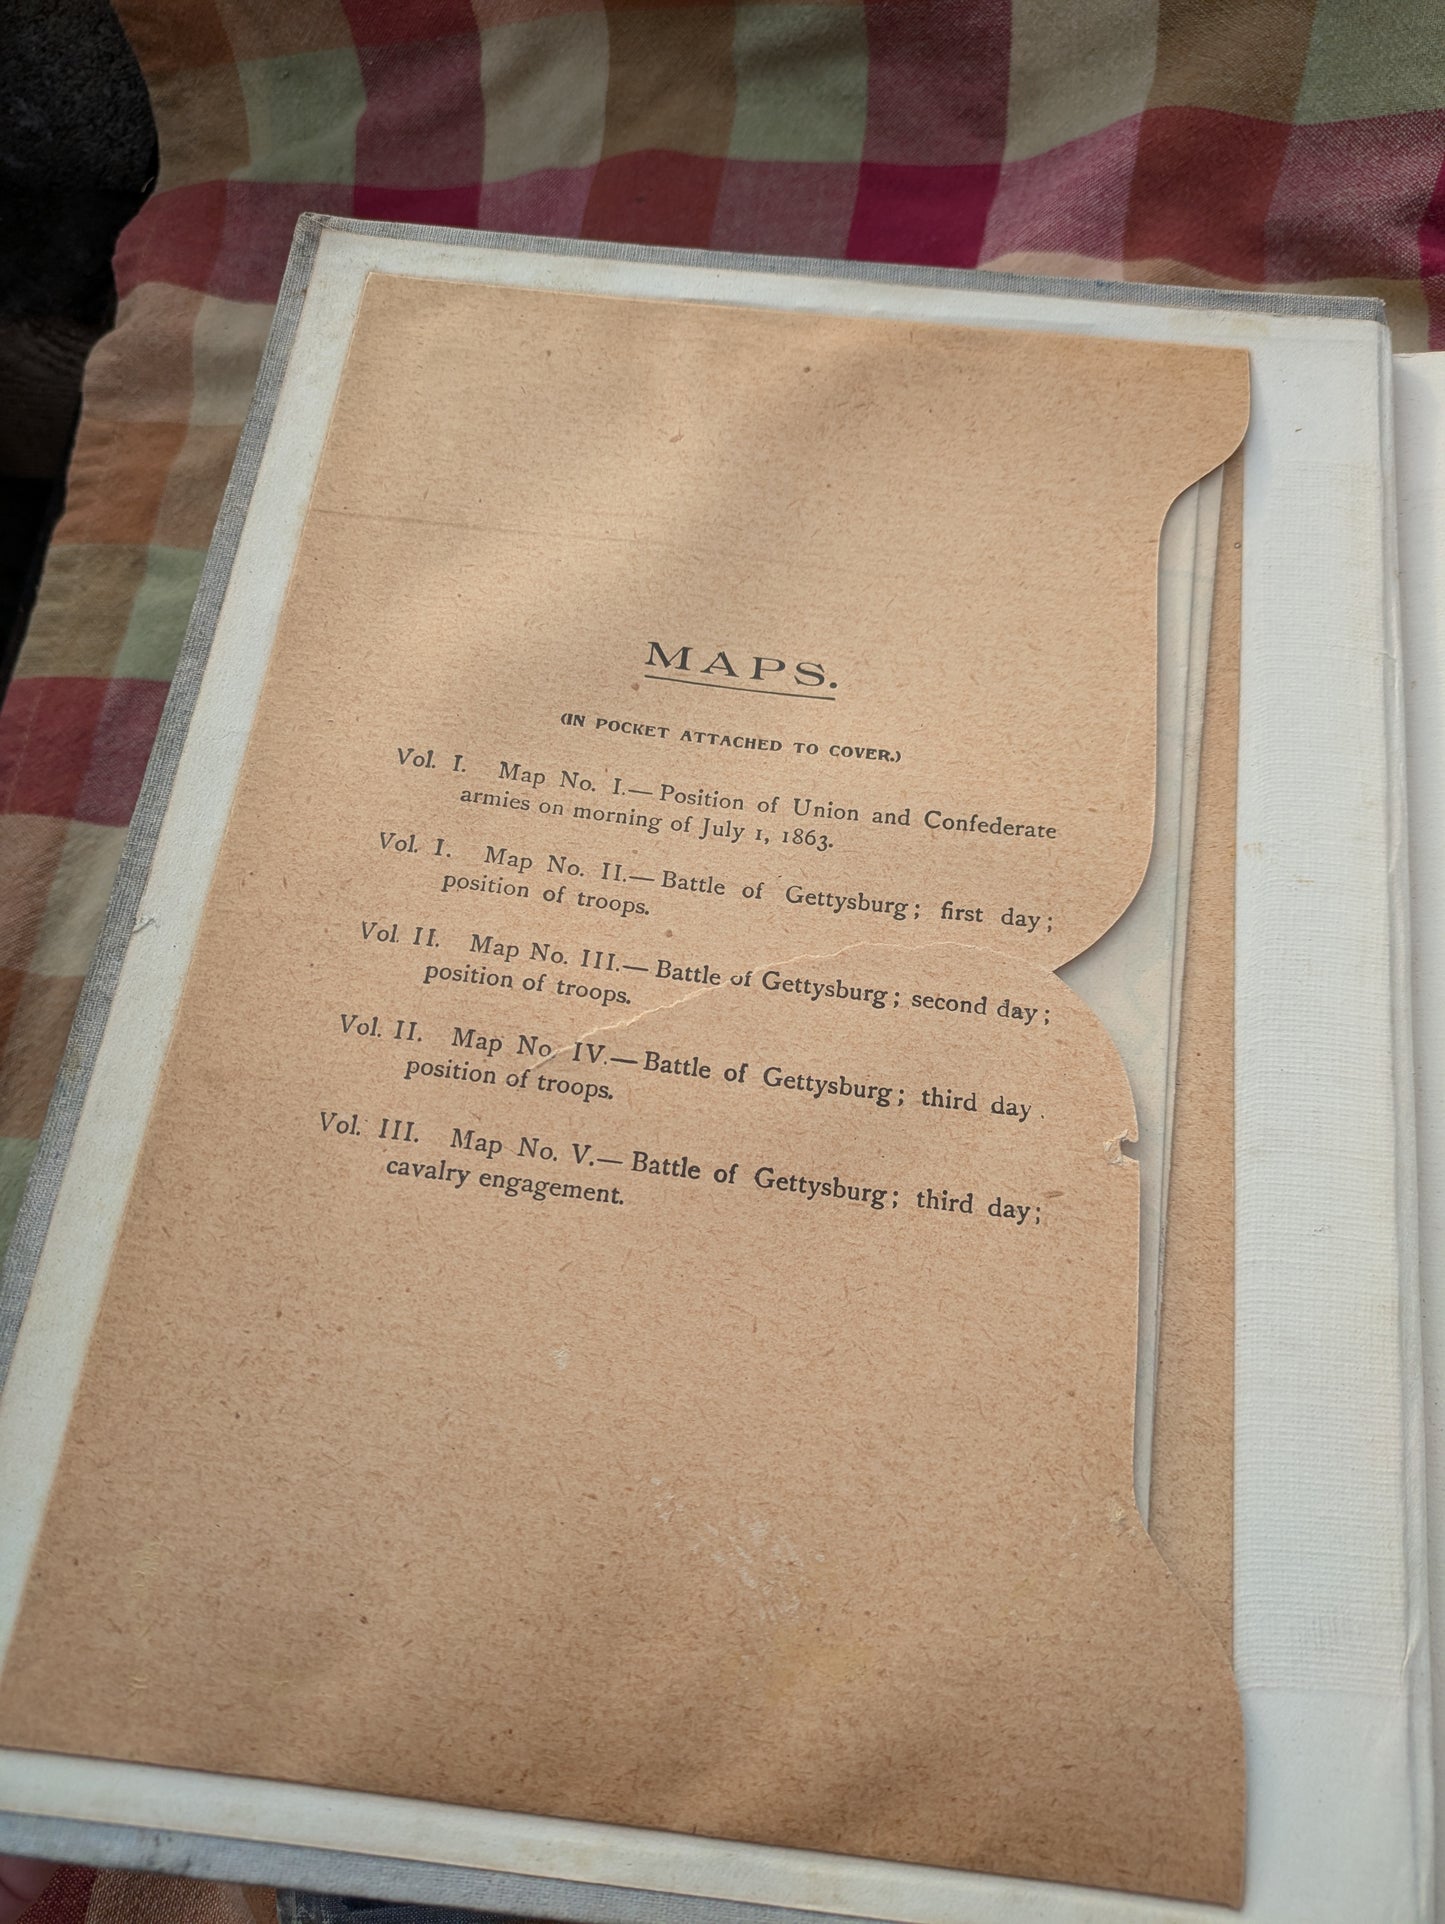 MAPS.
(IN POCKET ATTACHED TO COVER.)
Vol. I. Map No. I.—Position of Union and Confederate
armies on morning of July 1, 1863.
Vol. I. Map No. II.—Battle of Gettysburg; first day;
position of troops.
Vol. II. Map No. III.—Battle of Gettysburg; second day;
position of troops.
Vol. II. Map No. IV.—Battle of Gettysburg; third day .
position of troops.
Vol. III. Map No. V.—Battle of Gettysburg; third day;
cavalry engagement.